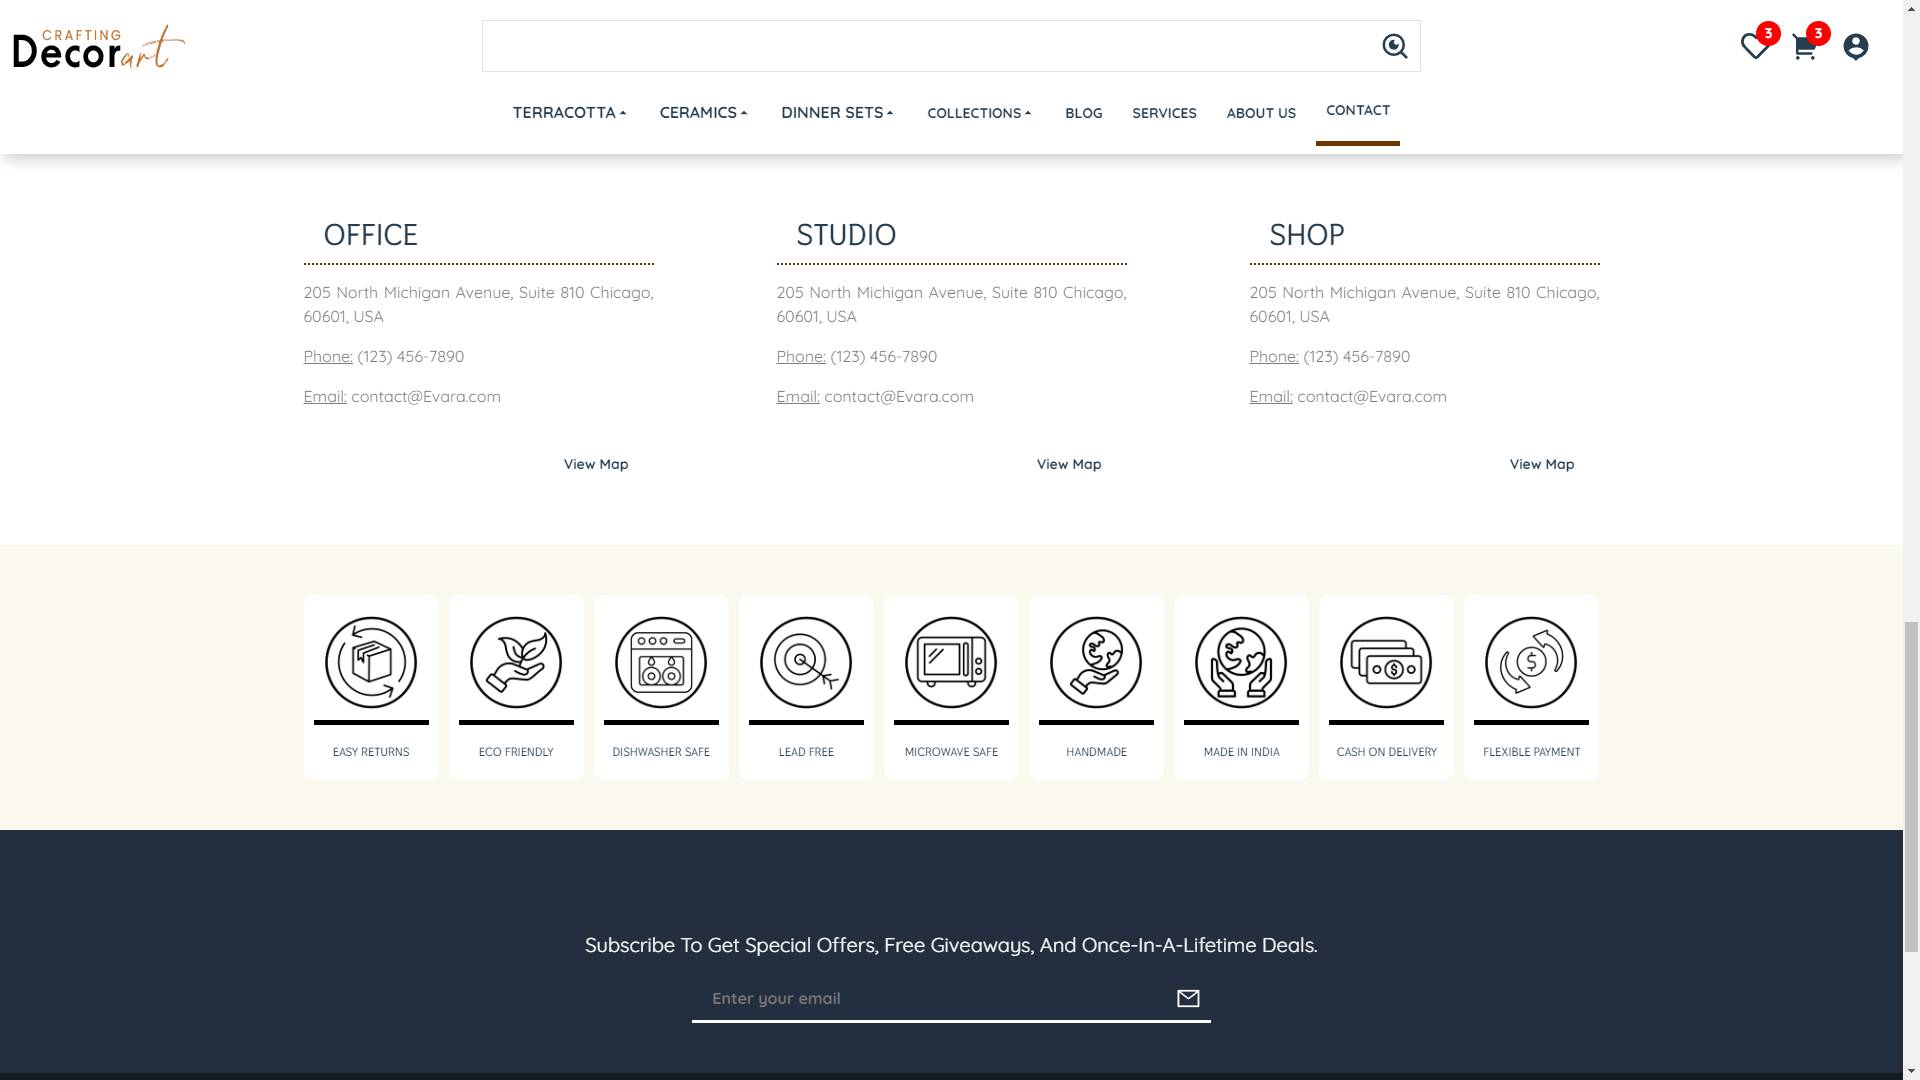 CRAFTING
Decorart
3
3
TERRACOTTA CERAMICS DINNER SETS COLLECTIONS BLOG SERVICES ABOUT US CONTACT
OFFICE
205 North Michigan Avenue, Suite 810 Chicago,
60601, USA
Phone: (123) 456-7890
Email: contact@Evara.com
View Map
STUDIO
205 North Michigan Avenue, Suite 810 Chicago,
60601, USA
Phone: (123) 456-7890
Email: contact@Evara.com
View Map
SHOP
205 North Michigan Avenue, Suite 810 Chicago,
60601, USA
Phone: (123) 456-7890
Email: contact@Evara.com
View Map
EASY RETURNS
ECO FRIENDLY
DISHWASHER SAFE
LEAD FREE
MICROWAVE SAFE
HANDMADE
MADE IN INDIA
CASH ON DELIVERY
FLEXIBLE PAYMENT
Subscribe To Get Special Offers, Free Giveaways, And Once-In-A-Lifetime Deals.
Enter your email